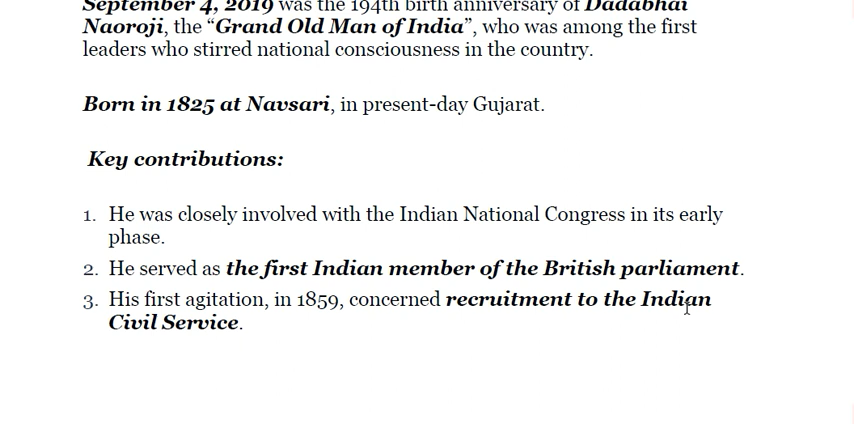 September 4, 2019 was the 194th birth anniversary of Dadabhai
Naoroji, the “Grand Old Man of India”, who was among the first
leaders who stirred national consciousness in the country.
Born in 1825 at Navsari, in present-day Gujarat.
Key contributions:
1. He was closely involved with the Indian National Congress in its early
phase.
2. He served as the first Indian member of the British parliament.
3. His first agitation, in 1859, concerned recruitment to the Indian
Civil Service.